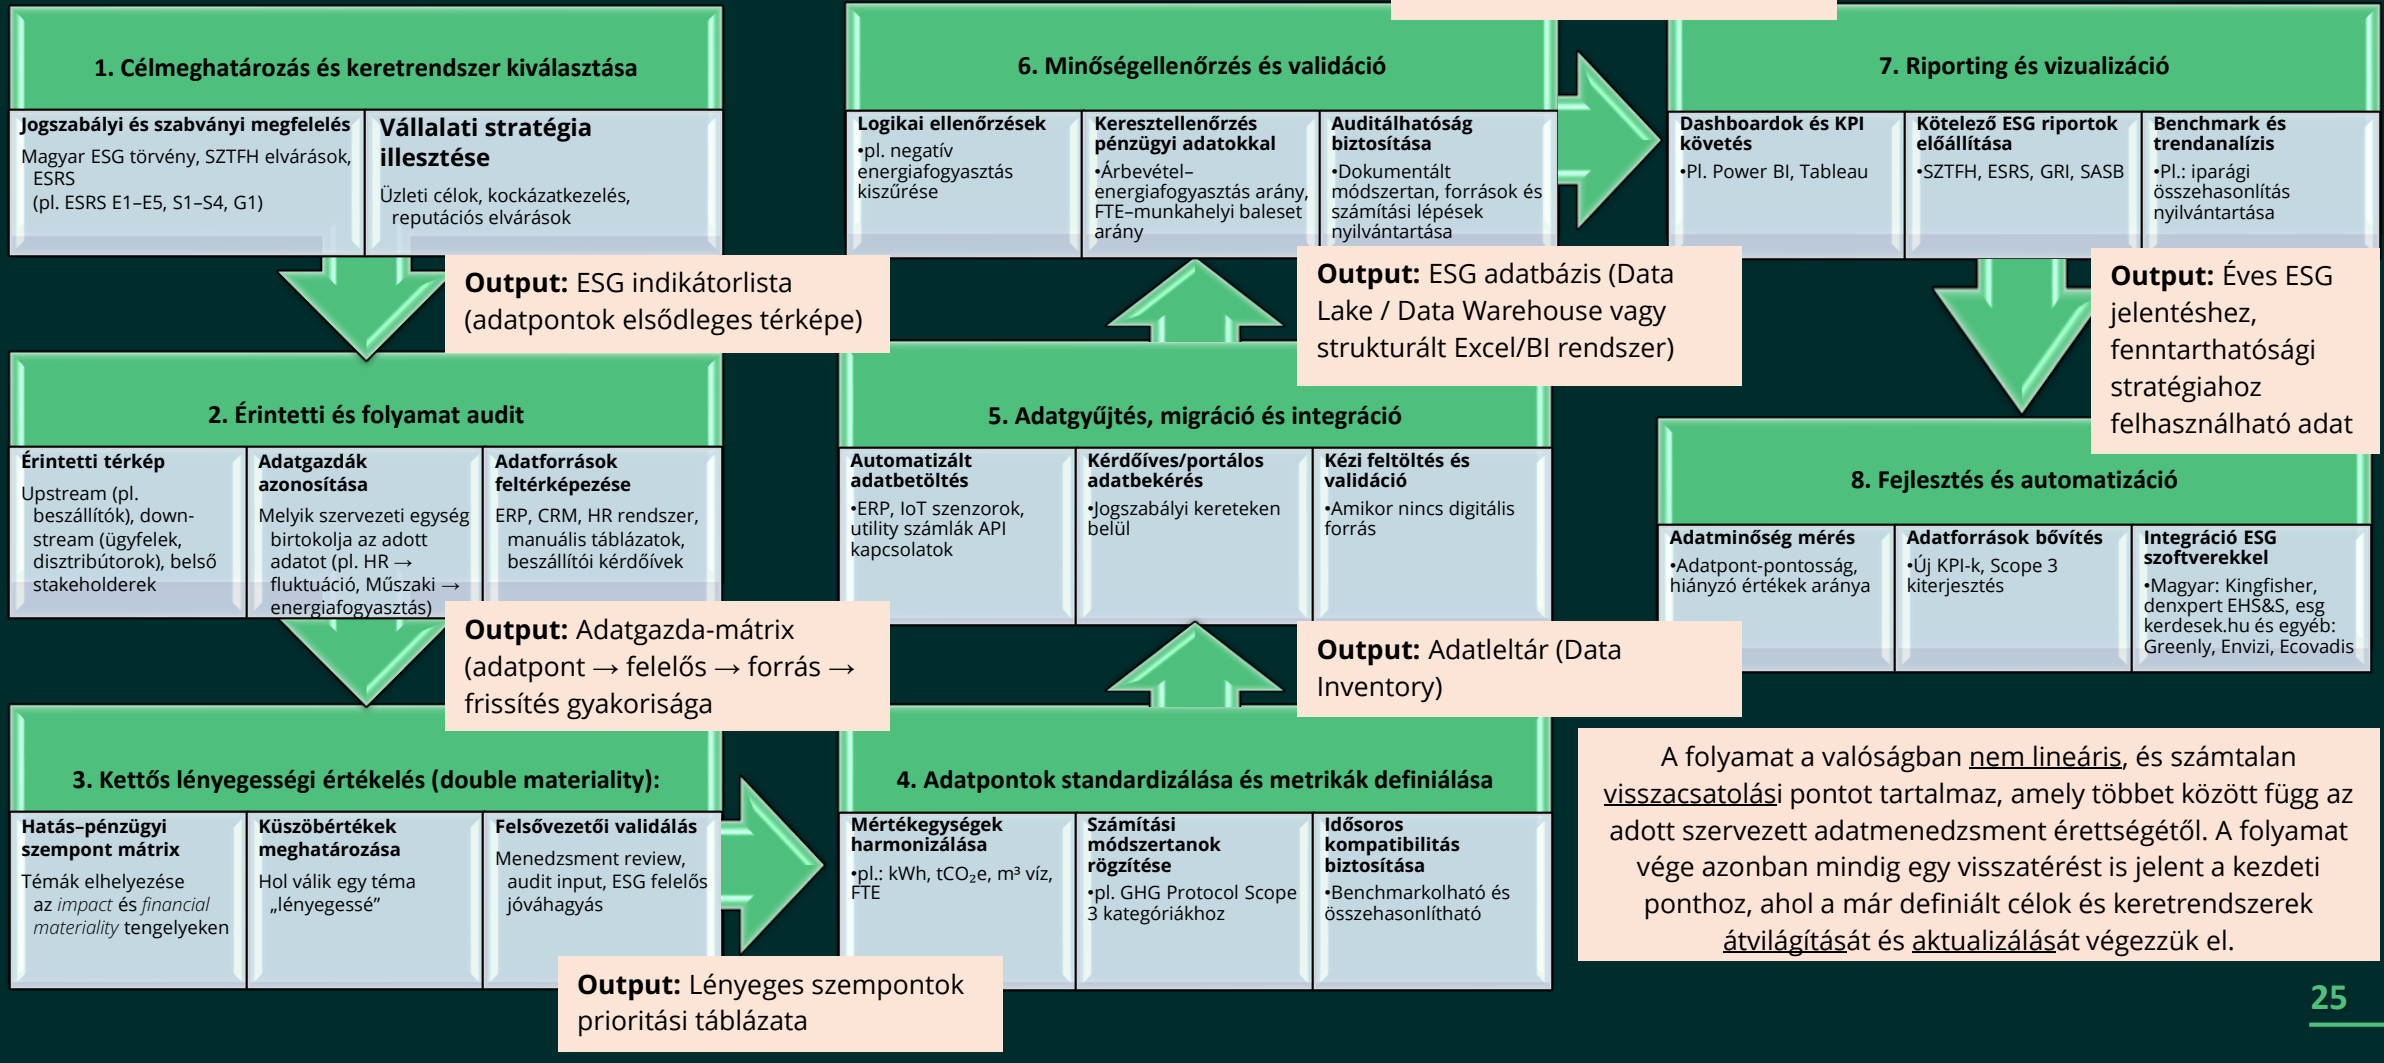 1. Célmeghatározás és keretrendszer kiválasztása
Jogszabályi és szabványi megfelelés
Magyar ESG törvény, SZTFH elvárások,
ESRS
(pl. ESRS E1–E5, S1–S4, G1)
Vállalati stratégia
illesztése
Üzleti célok, kockázatkezelés,
reputációs elvárások
Output: ESG indikátorlista
(adatpontok elsődleges térképe)
2. Érintetti és folyamat audit
Érintetti térkép
Upstream (pl.
beszállítók), down-
stream (ügyfelek,
disztribútorok), belső
stakeholderek
Adatgazdák
azonosítása
Melyik szervezeti egység
birtokolja az adott
adatot (pl. HR →
fluktuáció, Műszaki →
energiafogyasztás)
Adatforrások
feltérképezése
ERP, CRM, HR rendszer,
manuális táblázatok,
beszállítói kérdőívek
Output: Adatgazda-mátrix
(adatpont → felelős → forrás →
frissítés gyakorisága
3. Kettős lényegességi értékelés (double materiality):
Hatás–pénzügyi
szempont mátrix
Témák elhelyezése
az impact és financial
materiality tengelyeken
Küszöbértékek
meghatározása
Hol válik egy téma
„lényegessé”
Felsővezetői validálás
Menedzsment review,
audit input, ESG felelős
jóváhagyás
Output: Lényeges szempontok
prioritási táblázata
4. Adatpontok standardizálása és metrikák definiálása
Mértékegységek
harmonizálása
•pl.: kWh, tCO₂e, m³ víz,
FTE
Számítási
módszertanok
rögzítése
•pl. GHG Protocol Scope
3 kategóriákhoz
Idősoros
kompatibilitás
biztosítása
•Benchmarkolható és
összehasonlítható
Output: Adatleltár (Data
Inventory)
5. Adatgyűjtés, migráció és integráció
Automatizált
adatbetöltés
•ERP, IoT szenzorok,
utility számlák API
kapcsolatok
Kérdőíves/portálos
adatbekérés
•Jogszabályi kereteken
belül
Kézi feltöltés és
validáció
•Amikor nincs digitális
forrás
Output: ESG adatbázis (Data
Lake / Data Warehouse vagy
strukturált Excel/BI rendszer)
6. Minőségellenőrzés és validáció
Logikai ellenőrzések
•pl. negatív
energiafogyasztás
kiszűrése
Keresztellenőrzés
pénzügyi adatokkal
•Árbevétel–
energiafogyasztás arány,
FTE–munkahelyi baleset
arány
Auditálhatóság
biztosítása
•Dokumentált
módszertan, források és
számítási lépések
nyilvántartása
7. Riporting és vizualizáció
Dashboardok és KPI
követés
•Pl. Power BI, Tableau
Kötelező ESG riportok
előállítása
•SZTFH, ESRS, GRI, SASB
Benchmark és
trendanalízis
•Pl.: iparági
összehasonlítás
nyilvántartása
Output: Éves ESG
jelentéshez,
fenntarthatósági
stratégiahoz
felhasználható adat
8. Fejlesztés és automatizáció
Adatminőség mérés
•Adatpont-pontosság,
hiányzó értékek aránya
Adatforrások bővítés
•Új KPI-k, Scope 3
kiterjesztés
Integráció ESG
szoftverekkel
•Magyar: Kingfisher,
denxpert EHS&S, esg
kerdesek.hu és egyéb:
Greenly, Envizi, Ecovadis
A folyamat a valóságban nem lineáris, és számtalan
visszacsatolási pontot tartalmaz, amely többet között függ az
adott szervezett adatmenedzsment érettségétől. A folyamat
vége azonban mindig egy visszatérést is jelent a kezdeti
ponthoz, ahol a már definiált célok és keretrendszerek
átvilágítását és aktualizálását végezzük el.
25